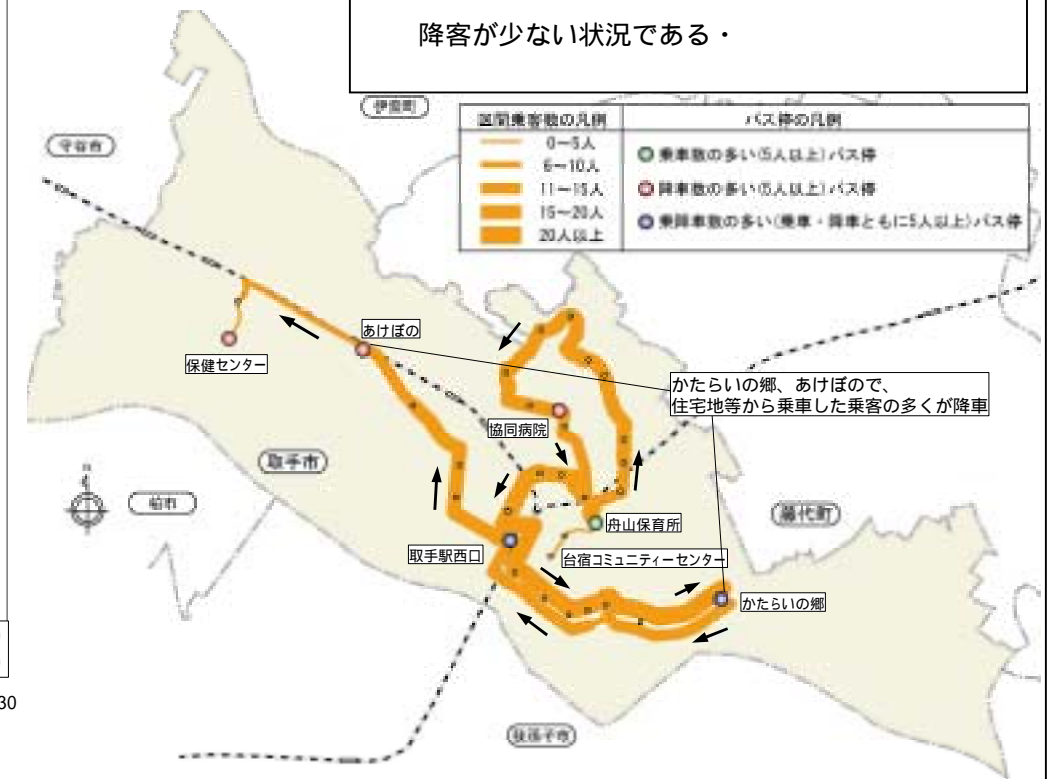 降客が少ない状況である・
伊奈町
区間乗客数の凡例
バス停の凡例
0~5人
6~10人
11~15人
15~20人
20人以上
乗車数の多い(5人以上)バス停
降車数の多い(5人以上)バス停
乗降車数の多い(乗車・降車ともに5人以上)バス停
守谷市
あけぼの
保健センター
かたらいの郷、あけぼので、
住宅地等から乗車した乗客の多くが降車
協同病院
取手市
柏市
藤代町
舟山保育所
取手駅西口
台宿コミュニティーセンター
かたらいの郷
30
我孫子市